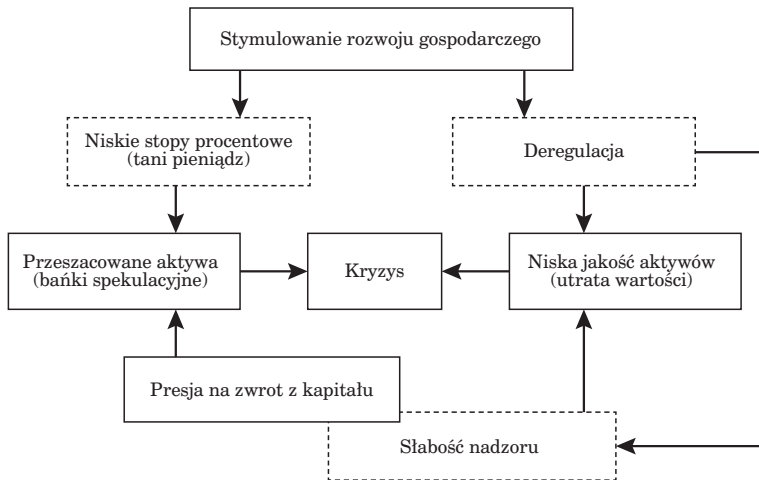 Stymulowanie rozwoju gospodarczego
Niskie stopy procentowe
(tani pieniądz)
Deregulacja
Przeszacowane aktywa
(bańki spekulacyjne)
Kryzys
Niska jakość aktywów
(utrata wartości)
Presja na zwrot z kapitału
Słabość nadzoru